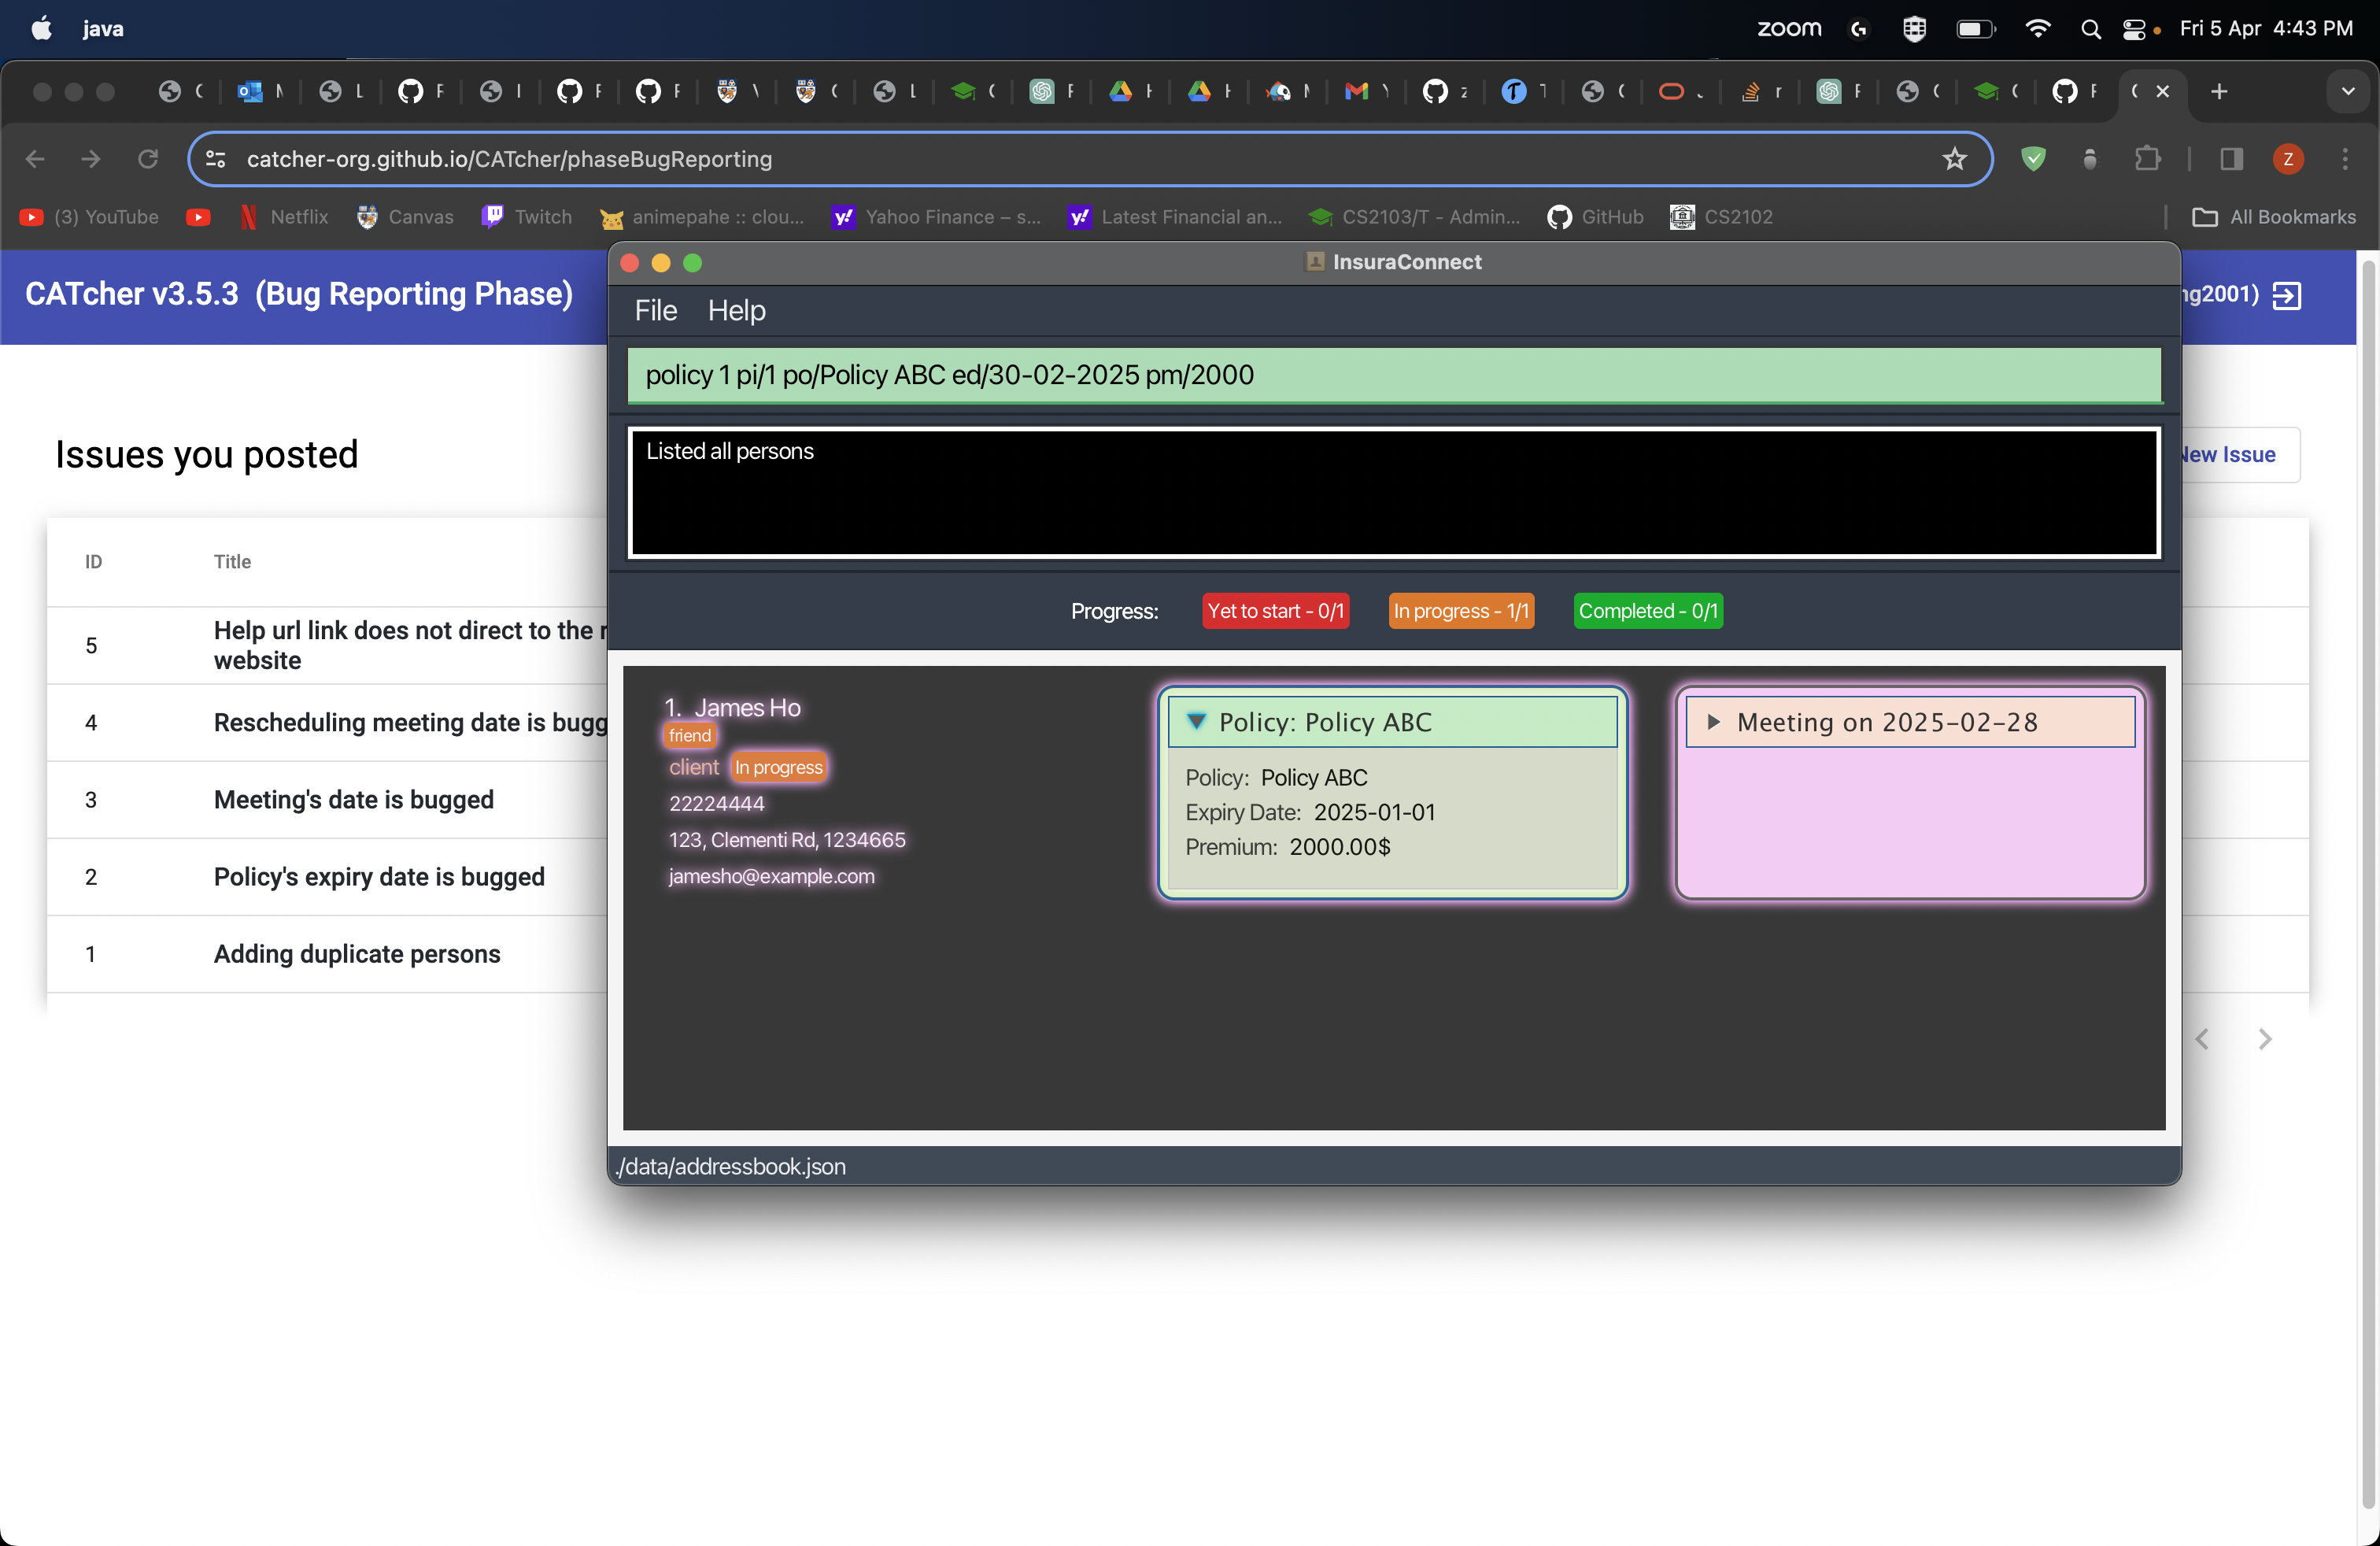 java
zoom
Fri 5 Apr 4:43 PM
catcher-org.github.io/CATcher/phaseBugReporting
Z
(3) YouTube
Netflix
Canvas
Twitch
animepahe :: clou...
Yahoo Finance – s...
Latest Financial an...
CS2103/T - Admin...
GitHub
CS2102
All Bookmarks
CATcher v3.5.3 (Bug Reporting Phase)
ng2001)
Issues you posted
New Issue
ID Title
5 Help url link does not direct to the
website
4 Rescheduling meeting date is bugg
3 Meeting's date is bugged
2 Policy's expiry date is bugged
1 Adding duplicate persons
InsuraConnect
File Help
policy 1 pi/1 po/Policy ABC ed/30-02-2025 pm/2000
Listed all persons
Progress: Yet to start - 0/1 In progress - 1/1 Completed - 0/1
1. James Ho
friend
client In progress
22224444
123, Clementi Rd, 1234665
jamesho@example.com
Policy: Policy ABC
Policy: Policy ABC
Expiry Date: 2025-01-01
Premium: 2000.00$
Meeting on 2025-02-28
./data/addressbook.json